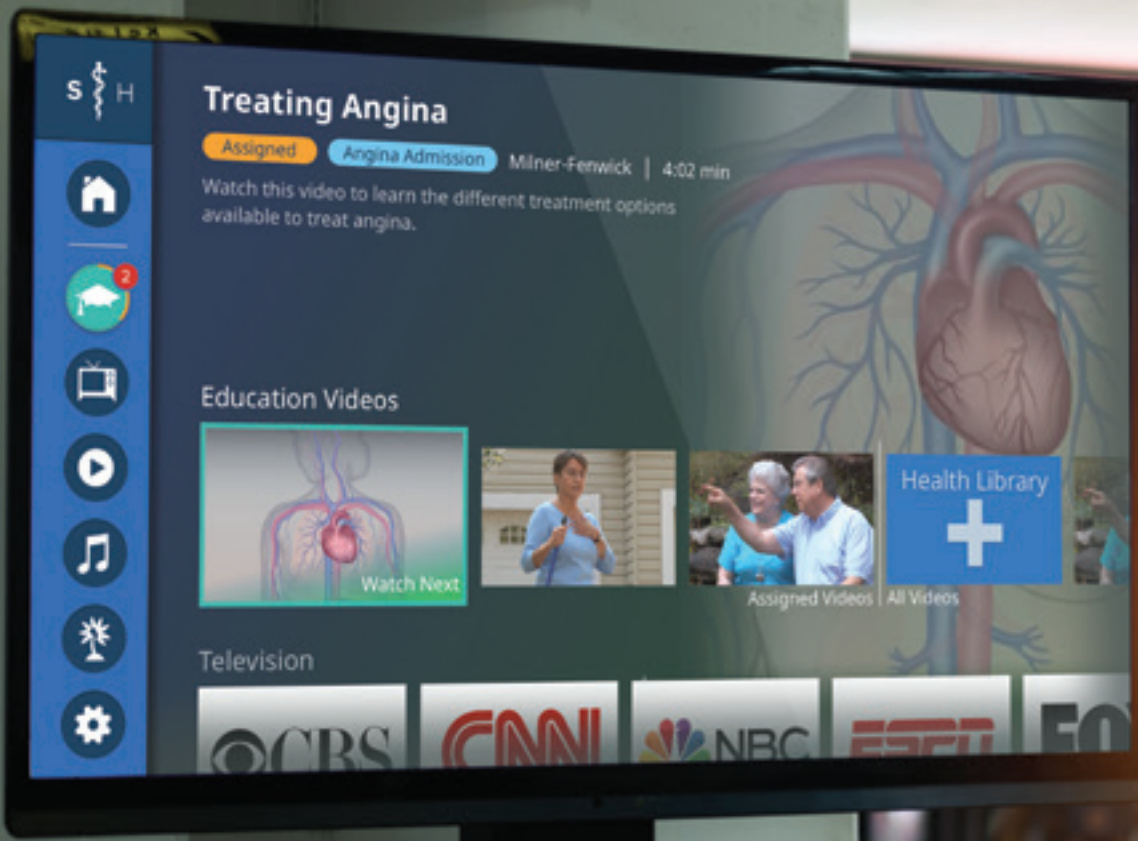 S H
Treating Angina
Assigned Angina Admission Milner-Fenwick | 4:02 min
Watch this video to learn the different treatment options
available to treat angina.
2
Education Videos
Watch Next
Health Library
Assigned Videos | All Videos
Television
CBS CNN NBC ESPN FO